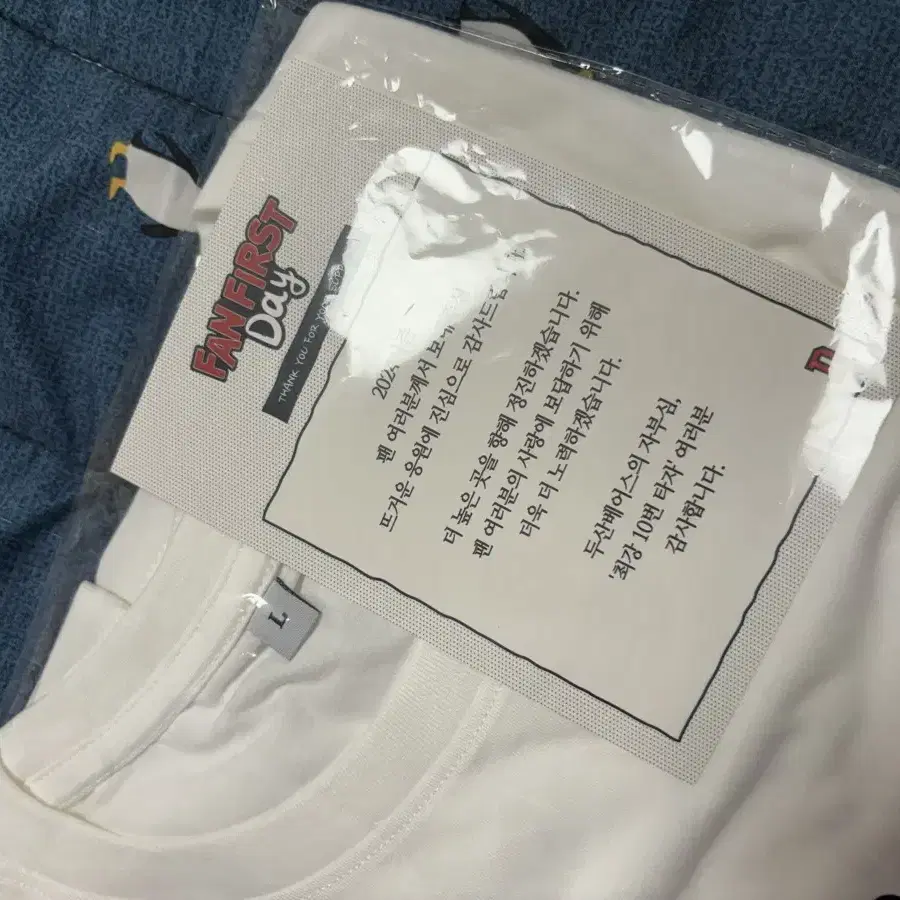 FAN FIRST
Day
THANK YOU FOR
팬 여러분께서
뜨거운 응원에 진심으로 감사드립
더 높은 곳을 향해 정진하겠습니다.
팬 여러분의 사랑에 보답하기 위해
더욱 더 노력하겠습니다.
두산베어스의 자부심,
'최강 10번 타자' 여러분
감사합니다.
D
L